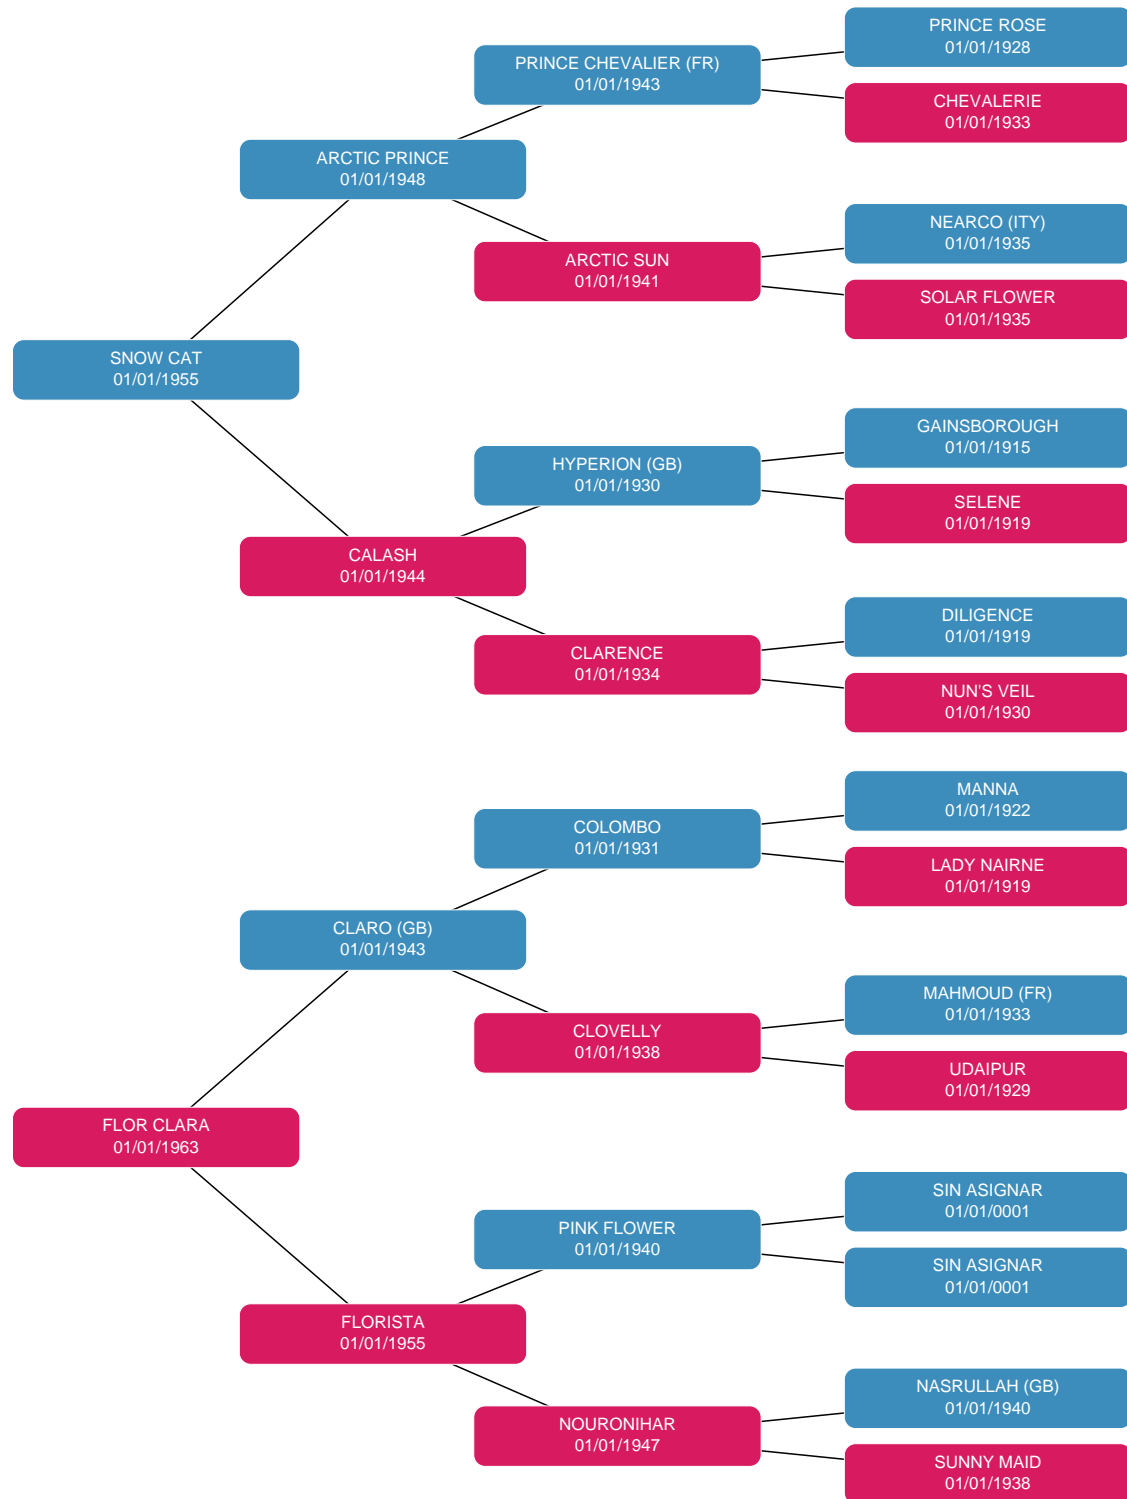 PRINCE ROSE
01/01/1928
PRINCE CHEVALIER (FR)
01/01/1943
CHEVALERIE
01/01/1933
ARCTIC PRINCE
01/01/1948
NEARCO (ITY)
01/01/1935
ARCTIC SUN
01/01/1941
SOLAR FLOWER
01/01/1935
SNOW CAT
01/01/1955
GAINSBOROUGH
01/01/1915
HYPERION (GB)
01/01/1930
SELENE
01/01/1919
CALASH
01/01/1944
DILIGENCE
01/01/1919
CLARENCE
01/01/1934
NUN'S VEIL
01/01/1930
MANNA
01/01/1922
COLOMBO
01/01/1931
LADY NAIRNE
01/01/1919
CLARO (GB)
01/01/1943
MAHMOUD (FR)
01/01/1933
CLOVELLY
01/01/1938
UDAIPUR
01/01/1929
FLOR CLARA
01/01/1963
SIN ASIGNAR
01/01/0001
PINK FLOWER
01/01/1940
SIN ASIGNAR
01/01/0001
FLORISTA
01/01/1955
NASRULLAH (GB)
01/01/1940
NOURONIHAR
01/01/1947
SUNNY MAID
01/01/1938